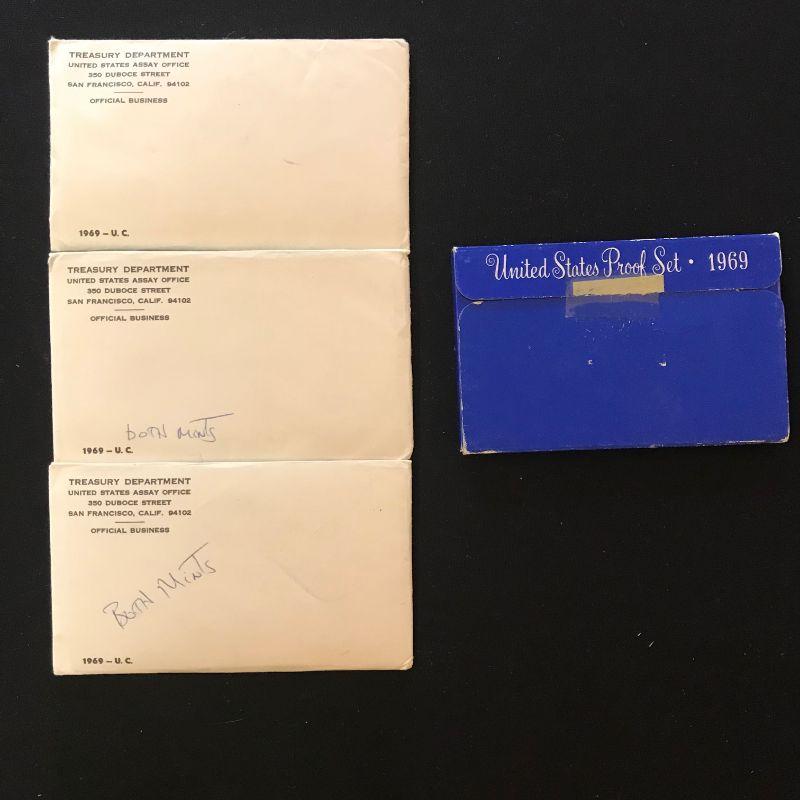 TREASURY DEPARTMENT
UNITED STATES ASSAY OFFICE
350 DUBOCE STREET
SAN FRANCISCO, CALIF. 94102
OFFICIAL BUSINESS
1969 – U. C.
TREASURY DEPARTMENT
UNITED STATES ASSAY OFFICE
350 DUBOCE STREET
SAN FRANCISCO, CALIF. 94102
OFFICIAL BUSINESS
BOTH MINTS
1969 – U. C.
TREASURY DEPARTMENT
UNITED STATES ASSAY OFFICE
350 DUBOCE STREET
SAN FRANCISCO, CALIF. 94102
OFFICIAL BUSINESS
BOTH MiNTS
1969 – U. C.
United States Proof Set · 1969